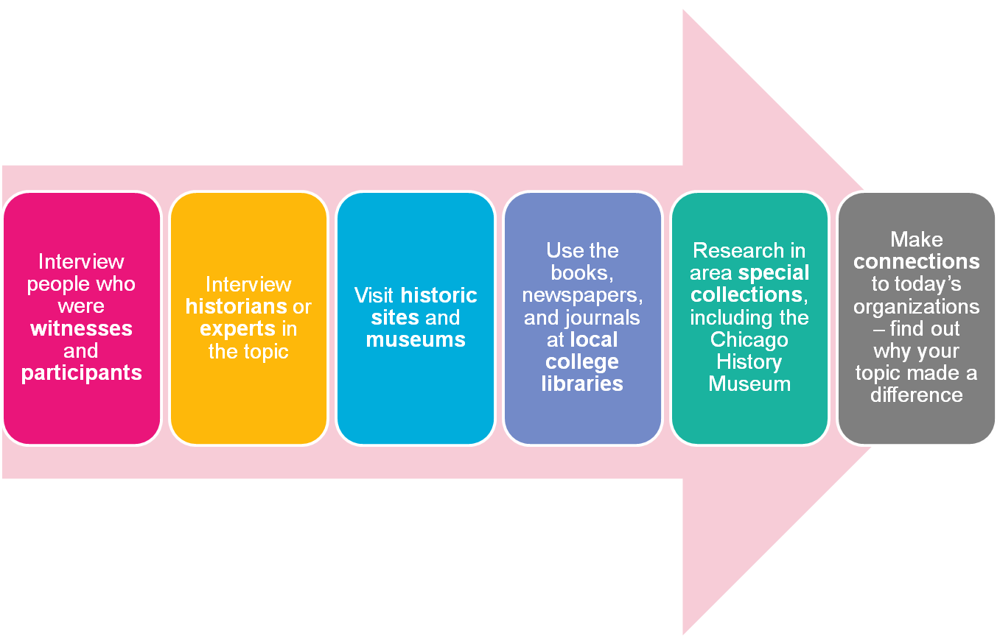 Interview
people who
were
witnesses
and
participants
Interview
historians or
experts in
the topic
Visit historic
sites and
museums
Use the
books,
newspapers,
and journals
at local
college
libraries
Research in
area special
collections,
including the
Chicago
History
Museum
Make
connections
to today’s
organizations
– find out
why your
topic made a
difference